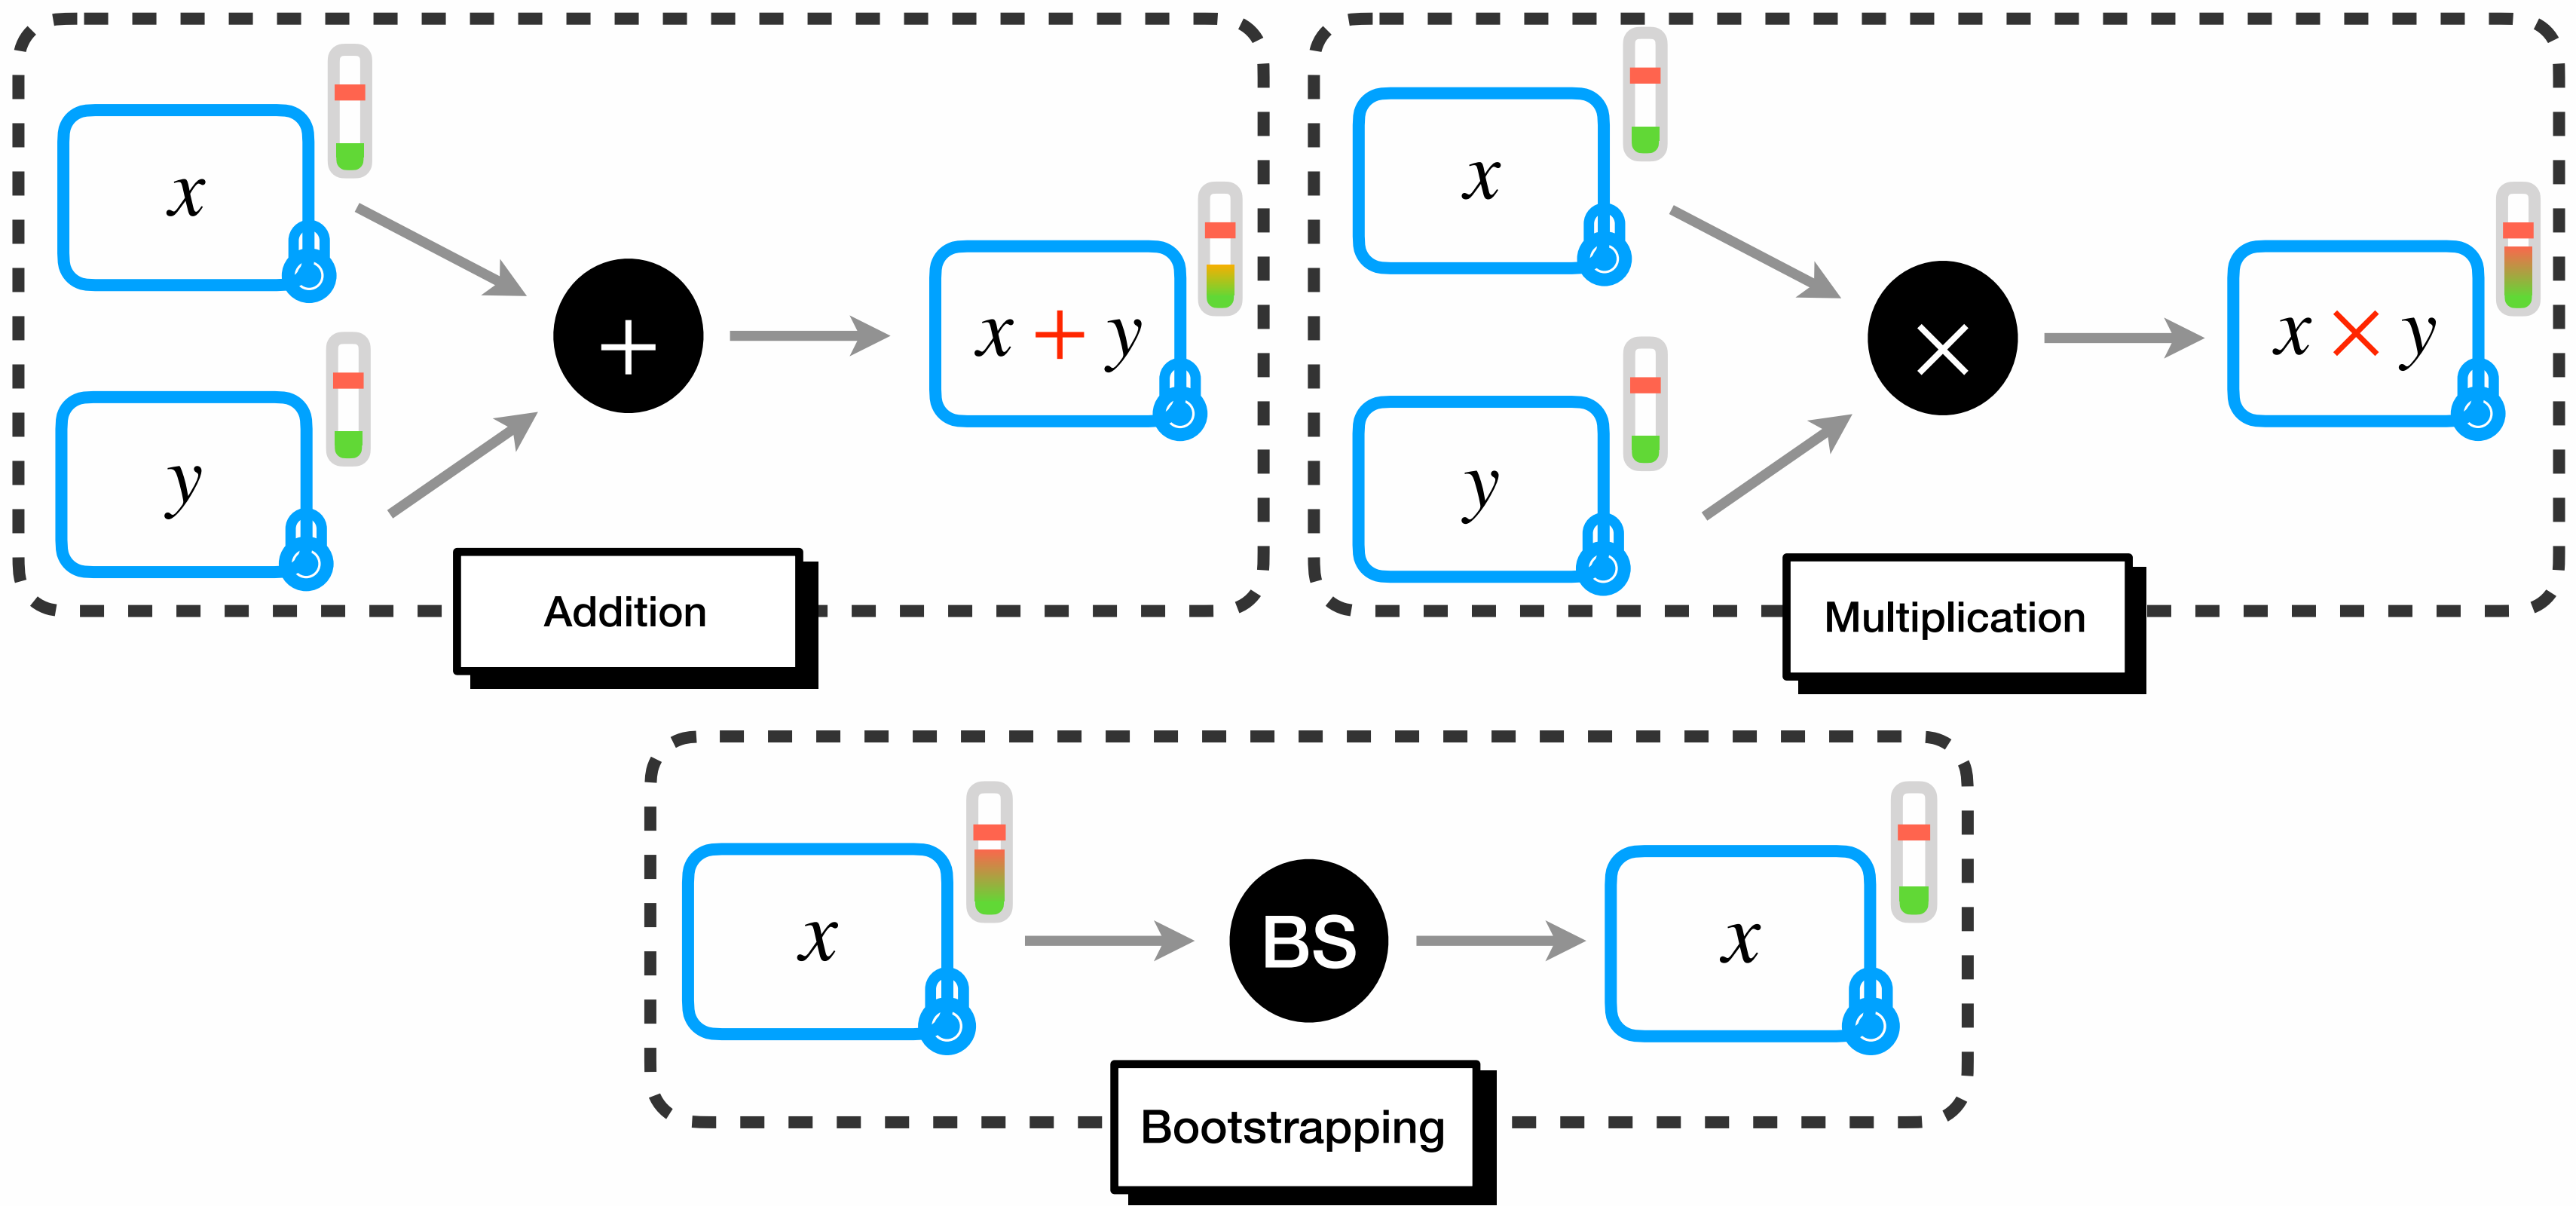 x
y
+
x + y
Addition
x
y
×
x × y
Multiplication
x
BS
x
Bootstrapping